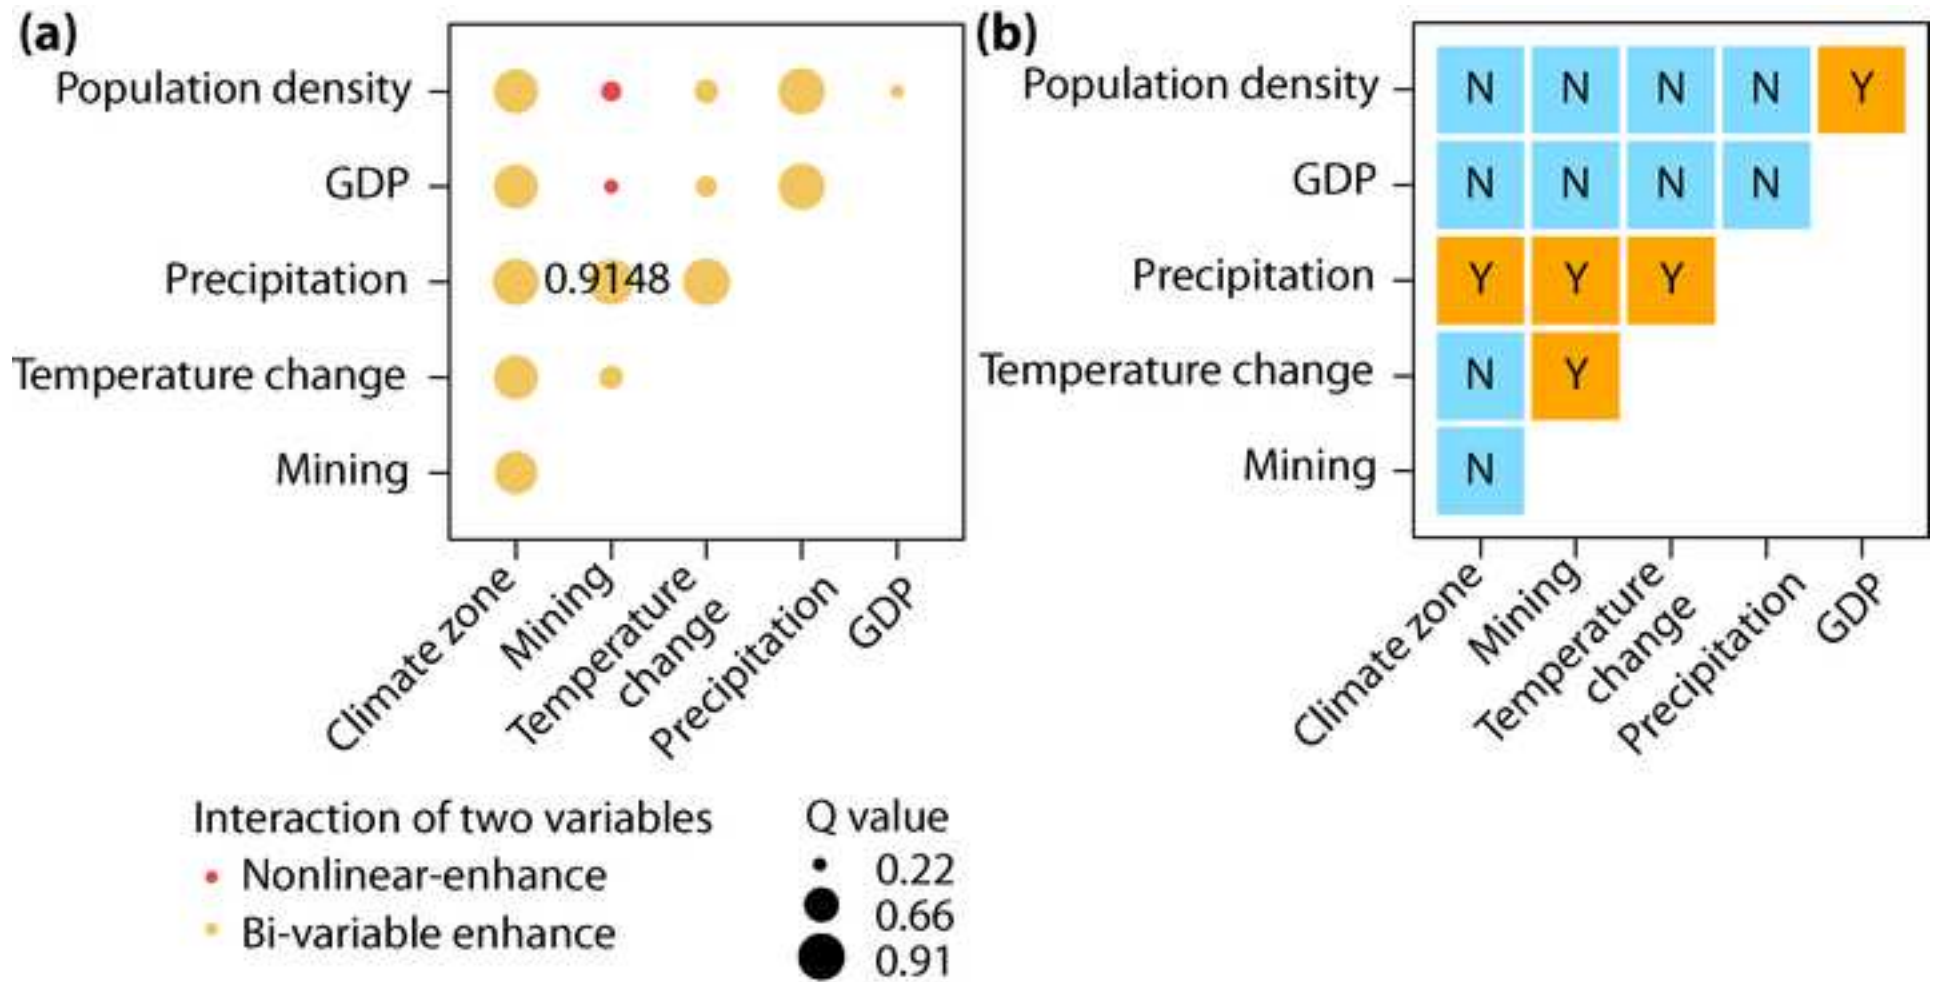 (a)
Population density
GDP
Precipitation
0.9148
Temperature change
Mining
Climate zone
Mining
Temperature
change
Precipitation
GDP
Interaction of two variables
Nonlinear-enhance
Bi-variable enhance
Q value
0.22
0.66
0.91
(b)
Population density
N N N N Y
GDP
N N N N
Precipitation
Y Y Y
Temperature change
N Y
Mining
N
Climate zone
Mining
Temperature
change
Precipitation
GDP